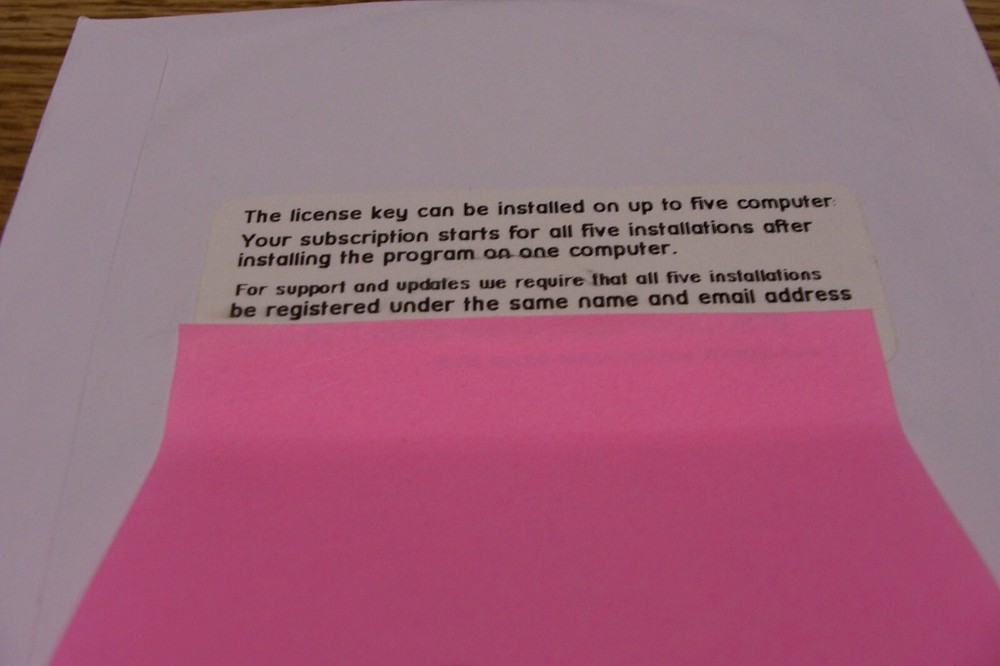 The license key can be installed on up to five computer
Your subscription starts for all five installations after
installing the program on one computer.
For support and updates we require that all five installations
be registered under the same name and email address